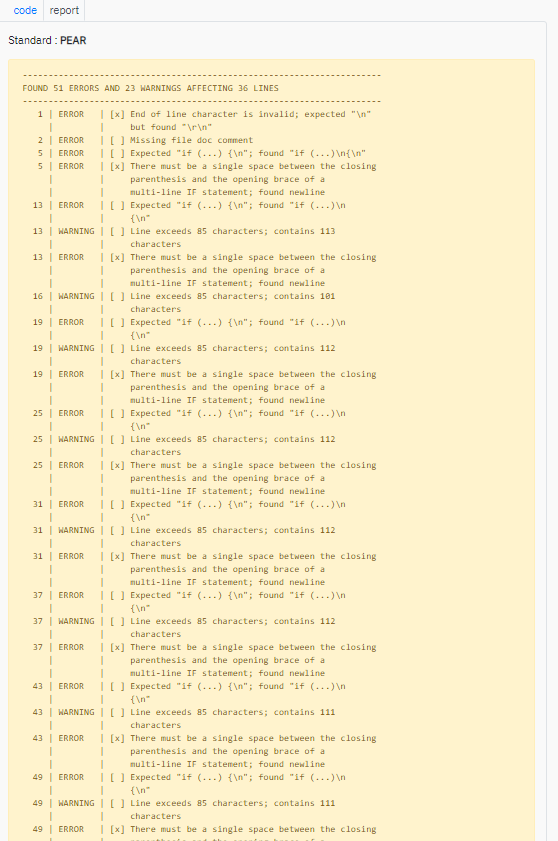 code report
Standard : PEAR
----------------------------------------------------------------------
FOUND 51 ERRORS AND 23 WARNINGS AFFECTING 36 LINES
----------------------------------------------------------------------
1 | ERROR | [x] End of line character is invalid; expected "\n"
| | but found "\r\n"
2 | ERROR | [ ] Missing file doc comment
5 | ERROR | [ ] Expected "if (...) {\n"; found "if (...)\n{\n"
5 | ERROR | [x] There must be a single space between the closing
| | parenthesis and the opening brace of a
| | multi-line IF statement; found newline
13 | ERROR | [ ] Expected "if (...) {\n"; found "if (...)\n
| | {\n"
13 | WARNING | [ ] Line exceeds 85 characters; contains 113
| | characters
13 | ERROR | [x] There must be a single space between the closing
| | parenthesis and the opening brace of a
| | multi-line IF statement; found newline
16 | WARNING | [ ] Line exceeds 85 characters; contains 101
| | characters
19 | ERROR | [ ] Expected "if (...) {\n"; found "if (...)\n
| | {\n"
19 | WARNING | [ ] Line exceeds 85 characters; contains 112
| | characters
19 | ERROR | [x] There must be a single space between the closing
| | parenthesis and the opening brace of a
| | multi-line IF statement; found newline
25 | ERROR | [ ] Expected "if (...) {\n"; found "if (...)\n
| | {\n"
25 | WARNING | [ ] Line exceeds 85 characters; contains 112
| | characters
25 | ERROR | [x] There must be a single space between the closing
| | parenthesis and the opening brace of a
| | multi-line IF statement; found newline
31 | ERROR | [ ] Expected "if (...) {\n"; found "if (...)\n
| | {\n"
31 | WARNING | [ ] Line exceeds 85 characters; contains 112
| | characters
31 | ERROR | [x] There must be a single space between the closing
| | parenthesis and the opening brace of a
| | multi-line IF statement; found newline
37 | ERROR | [ ] Expected "if (...) {\n"; found "if (...)\n
| | {\n"
37 | WARNING | [ ] Line exceeds 85 characters; contains 112
| | characters
37 | ERROR | [x] There must be a single space between the closing
| | parenthesis and the opening brace of a
| | multi-line IF statement; found newline
43 | ERROR | [ ] Expected "if (...) {\n"; found "if (...)\n
| | {\n"
43 | WARNING | [ ] Line exceeds 85 characters; contains 111
| | characters
43 | ERROR | [x] There must be a single space between the closing
| | parenthesis and the opening brace of a
| | multi-line IF statement; found newline
49 | ERROR | [ ] Expected "if (...) {\n"; found "if (...)\n
| | {\n"
49 | WARNING | [ ] Line exceeds 85 characters; contains 111
| | characters
49 | ERROR | [x] There must be a single space between the closing